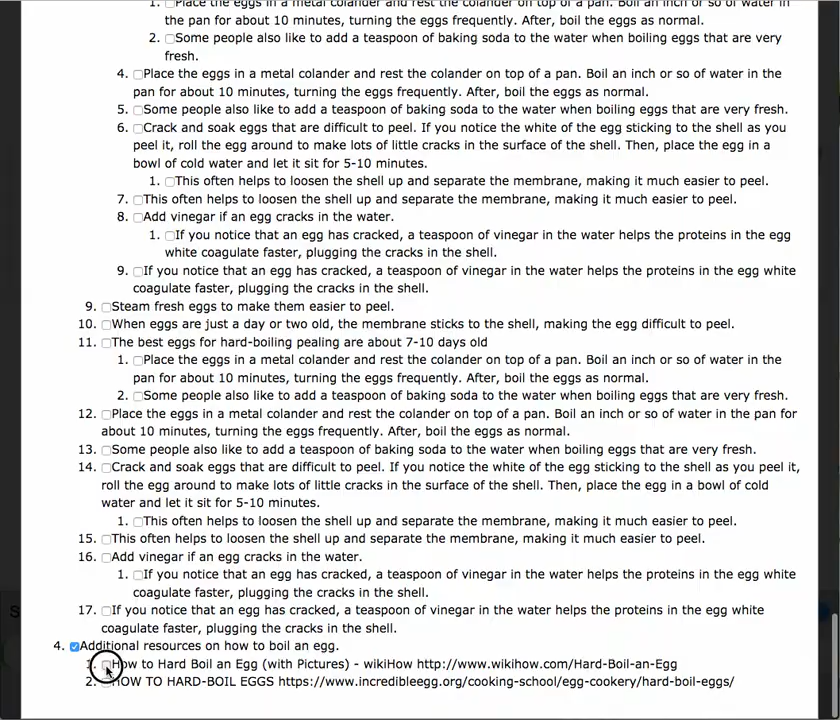 1. Place the eggs in a metal colander and rest the colander on top of a pan. Boil an inch or so of water in
the pan for about 10 minutes, turning the eggs frequently. After, boil the eggs as normal.
2. Some people also like to add a teaspoon of baking soda to the water when boiling eggs that are very
fresh.
4. Place the eggs in a metal colander and rest the colander on top of a pan. Boil an inch or so of water in the
pan for about 10 minutes, turning the eggs frequently. After, boil the eggs as normal.
5. Some people also like to add a teaspoon of baking soda to the water when boiling eggs that are very fresh.
6. Crack and soak eggs that are difficult to peel. If you notice the white of the egg sticking to the shell as you
peel it, roll the egg around to make lots of little cracks in the surface of the shell. Then, place the egg in a
bowl of cold water and let it sit for 5-10 minutes.
1. This often helps to loosen the shell up and separate the membrane, making it much easier to peel.
7. This often helps to loosen the shell up and separate the membrane, making it much easier to peel.
8. Add vinegar if an egg cracks in the water.
1. If you notice that an egg has cracked, a teaspoon of vinegar in the water helps the proteins in the egg
white coagulate faster, plugging the cracks in the shell.
9. If you notice that an egg has cracked, a teaspoon of vinegar in the water helps the proteins in the egg white
coagulate faster, plugging the cracks in the shell.
9. Steam fresh eggs to make them easier to peel.
10. When eggs are just a day or two old, the membrane sticks to the shell, making the egg difficult to peel.
11. The best eggs for hard-boiling pealing are about 7-10 days old
1. Place the eggs in a metal colander and rest the colander on top of a pan. Boil an inch or so of water in the
pan for about 10 minutes, turning the eggs frequently. After, boil the eggs as normal.
2. Some people also like to add a teaspoon of baking soda to the water when boiling eggs that are very fresh.
12. Place the eggs in a metal colander and rest the colander on top of a pan. Boil an inch or so of water in the pan for
about 10 minutes, turning the eggs frequently. After, boil the eggs as normal.
13. Some people also like to add a teaspoon of baking soda to the water when boiling eggs that are very fresh.
14. Crack and soak eggs that are difficult to peel. If you notice the white of the egg sticking to the shell as you peel it,
roll the egg around to make lots of little cracks in the surface of the shell. Then, place the egg in a bowl of cold
water and let it sit for 5-10 minutes.
1. This often helps to loosen the shell up and separate the membrane, making it much easier to peel.
15. This often helps to loosen the shell up and separate the membrane, making it much easier to peel.
16. Add vinegar if an egg cracks in the water.
1. If you notice that an egg has cracked, a teaspoon of vinegar in the water helps the proteins in the egg white
coagulate faster, plugging the cracks in the shell.
17. If you notice that an egg has cracked, a teaspoon of vinegar in the water helps the proteins in the egg white
coagulate faster, plugging the cracks in the shell.
4. Additional resources on how to boil an egg.
1. How to Hard Boil an Egg (with Pictures) - wikiHow http://www.wikihow.com/Hard-Boil-an-Egg
2. HOW TO HARD-BOIL EGGS https://www.incredibleegg.org/cooking-school/egg-cookery/hard-boil-eggs/